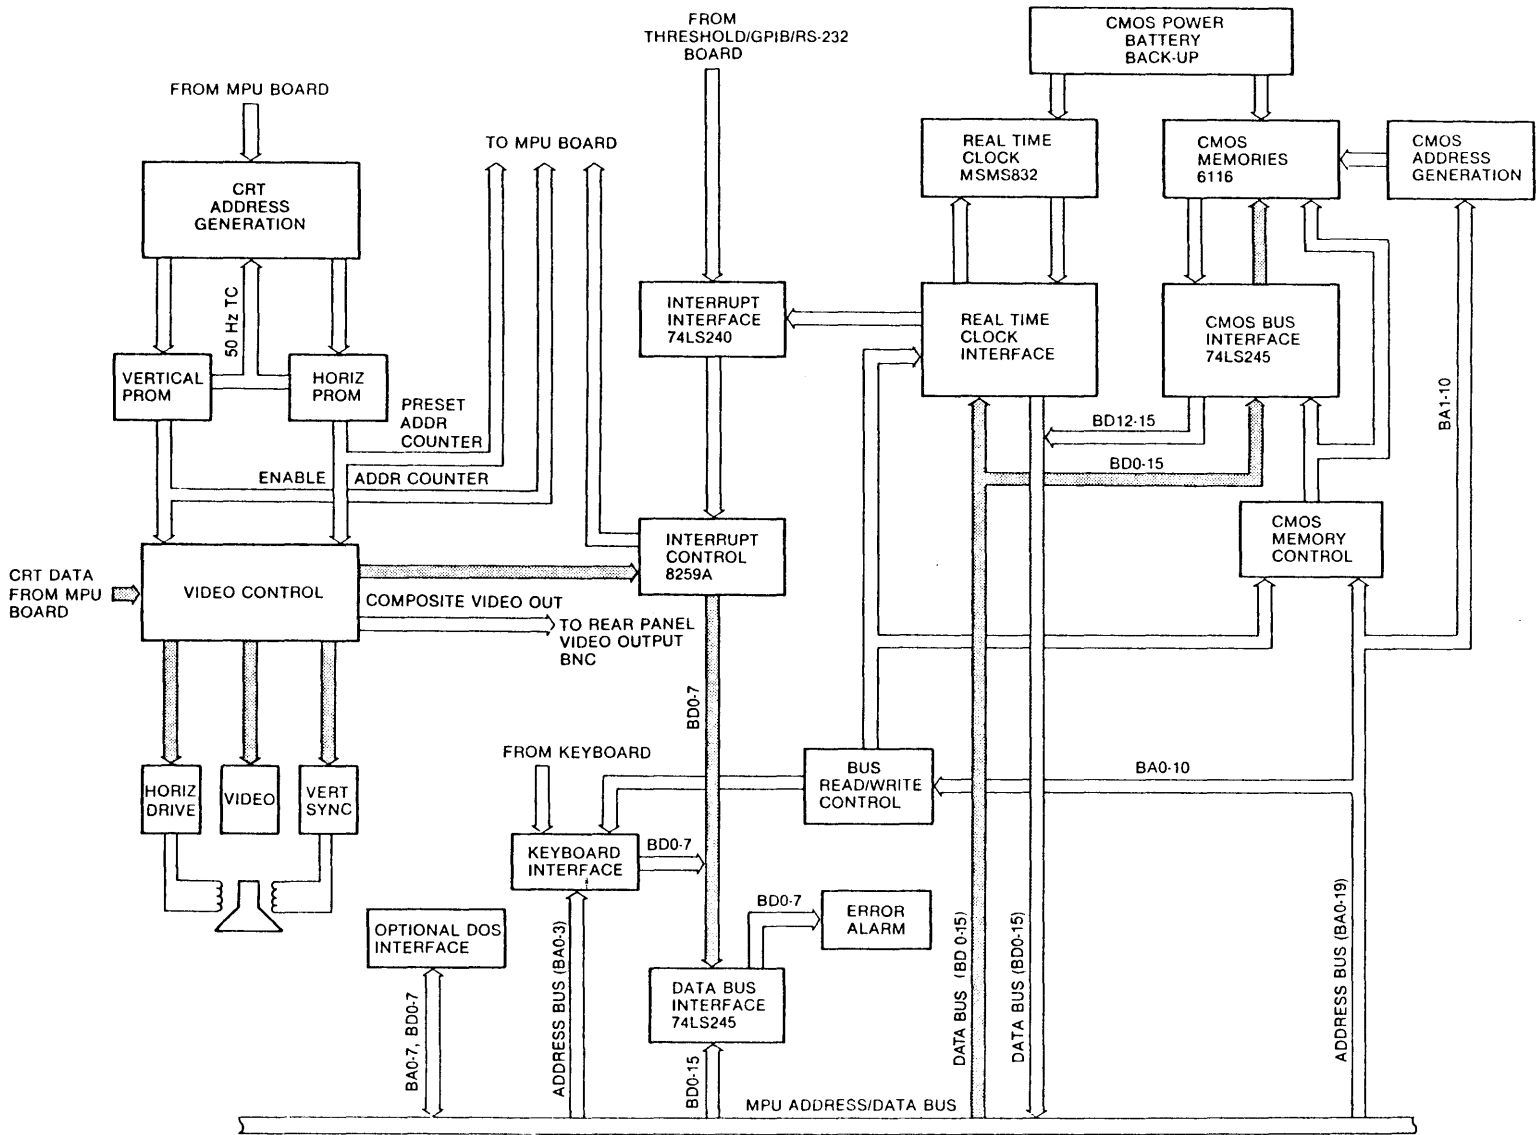 FROM
THRESHOLD/GPIB/RS-232
BOARD
CMOS POWER
BATTERY
BACK-UP
FROM MPU BOARD
TO MPU BOARD
CRT
ADDRESS
GENERATION
REAL TIME
CLOCK
MSMS832
CMOS
MEMORIES
6116
CMOS
ADDRESS
GENERATION
50 Hz TC
INTERRUPT
INTERFACE
74LS240
REAL TIME
CLOCK
INTERFACE
CMOS BUS
INTERFACE
74LS245
VERTICAL
PROM
HORIZ
PROM
PRESET
ADDR
COUNTER
BA1-10
BD12-15
BD0-15
ENABLE
ADDR COUNTER
INTERRUPT
CONTROL
8259A
CMOS
MEMORY
CONTROL
CRT DATA
FROM MPU
BOARD
VIDEO CONTROL
COMPOSITE VIDEO OUT
TO REAR PANEL
VIDEO OUTPUT
BNC
BD0-7
FROM KEYBOARD
BUS
READ/WRITE
CONTROL
BA0-10
HORIZ
DRIVE
VIDEO
VERT
SYNC
KEYBOARD
INTERFACE
BD0-7
BD0-7
ERROR
ALARM
OPTIONAL DOS
INTERFACE
DATA BUS
INTERFACE
74LS245
BA0-7, BD0-7
ADDRESS BUS (BA0-3)
BD0-15
DATA BUS (BD 0-15)
DATA BUS (BD0-15)
ADDRESS BUS (BA0-19)
MPU ADDRESS/DATA BUS